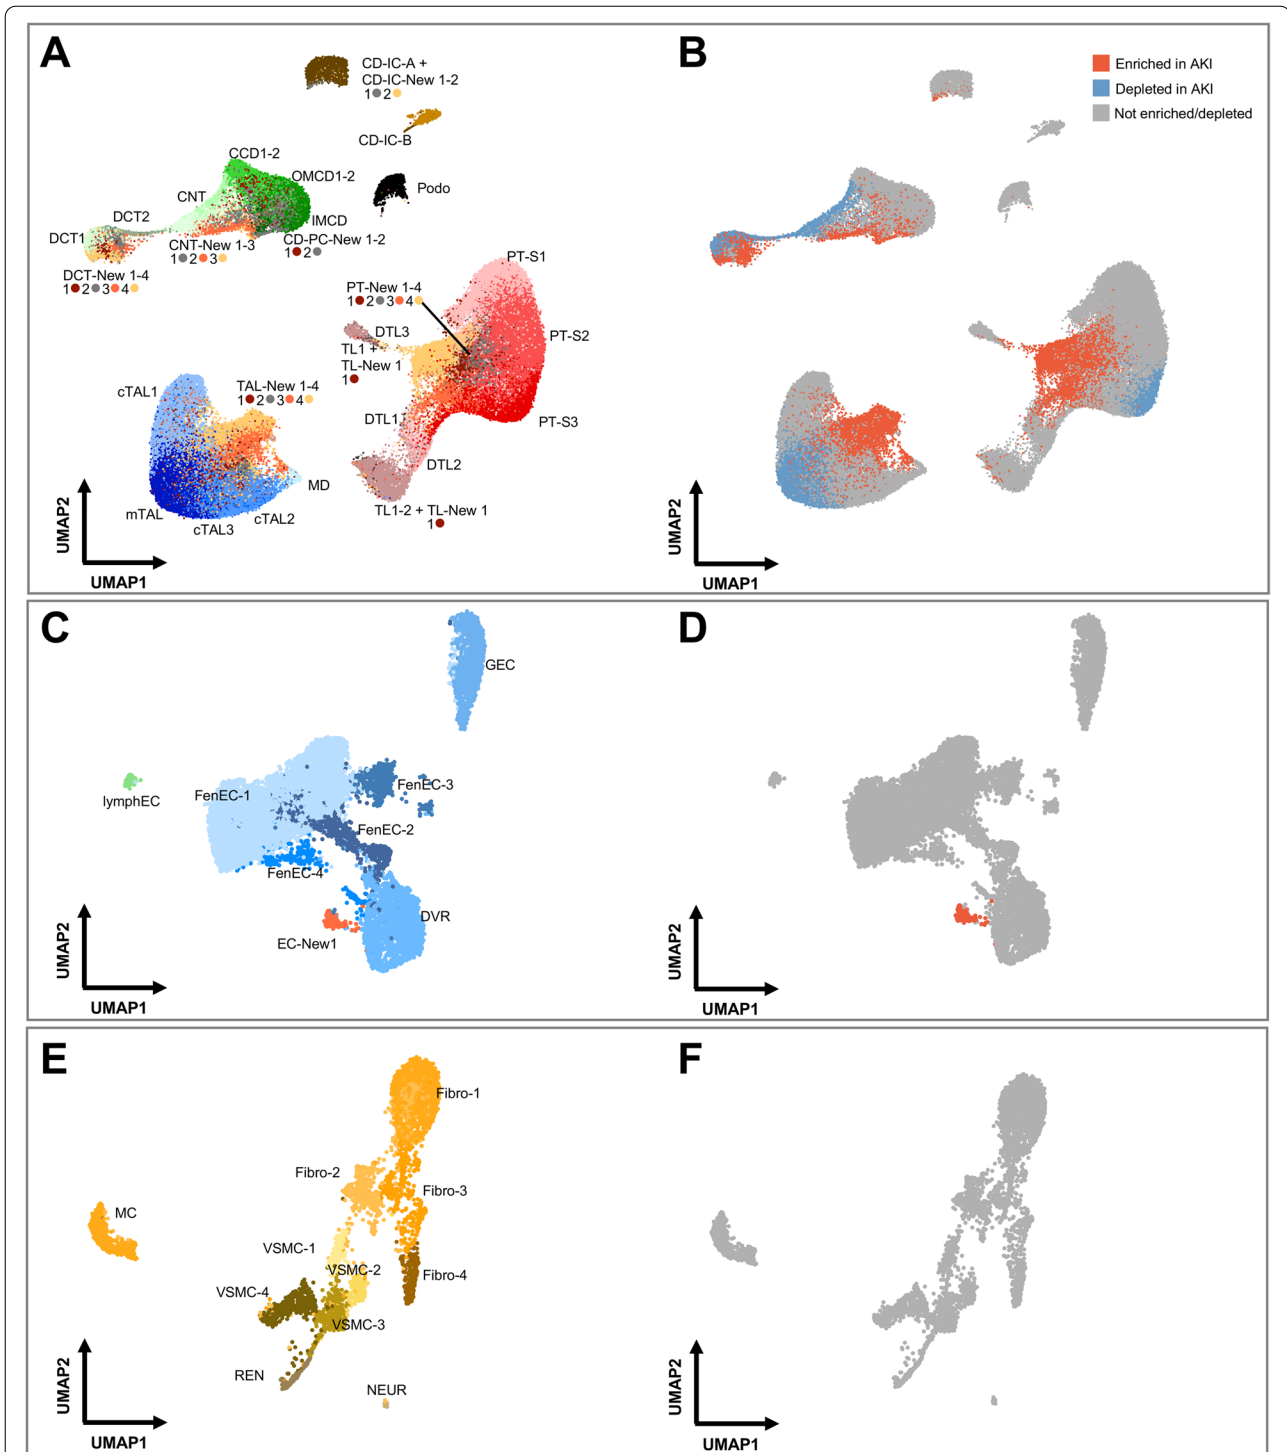 A
CD-IC-A +
CD-IC-New 1-2
1 2
CD-IC-B
CCD1-2
OMCD1-2
CNT
Podo
DCT2
IMCD
DCT1
CNT-New 1-3
1 2 3
CD-PC-New 1-2
1 2
DCT-New 1-4
1 2 3 4
PT-S1
PT-New 1-4
1 2 3 4
DTL3
PT-S2
TL1 +
TL-New 1
1
cTAL1
TAL-New 1-4
1 2 3 4
DTL1
PT-S3
DTL2
MD
TL1-2 + TL-New 1
1
mTAL
cTAL3
cTAL2
UMAP2
UMAP1
B
Enriched in AKI
Depleted in AKI
Not enriched/depleted
UMAP2
UMAP1
C
GEC
lymphEC
FenEC-1
FenEC-3
FenEC-2
FenEC-4
DVR
EC-New1
UMAP2
UMAP1
D
UMAP2
UMAP1
E
Fibro-1
Fibro-2
Fibro-3
MC
VSMC-1
VSMC-2
Fibro-4
VSMC-4
VSMC-3
REN
NEUR
UMAP2
UMAP1
F
UMAP2
UMAP1